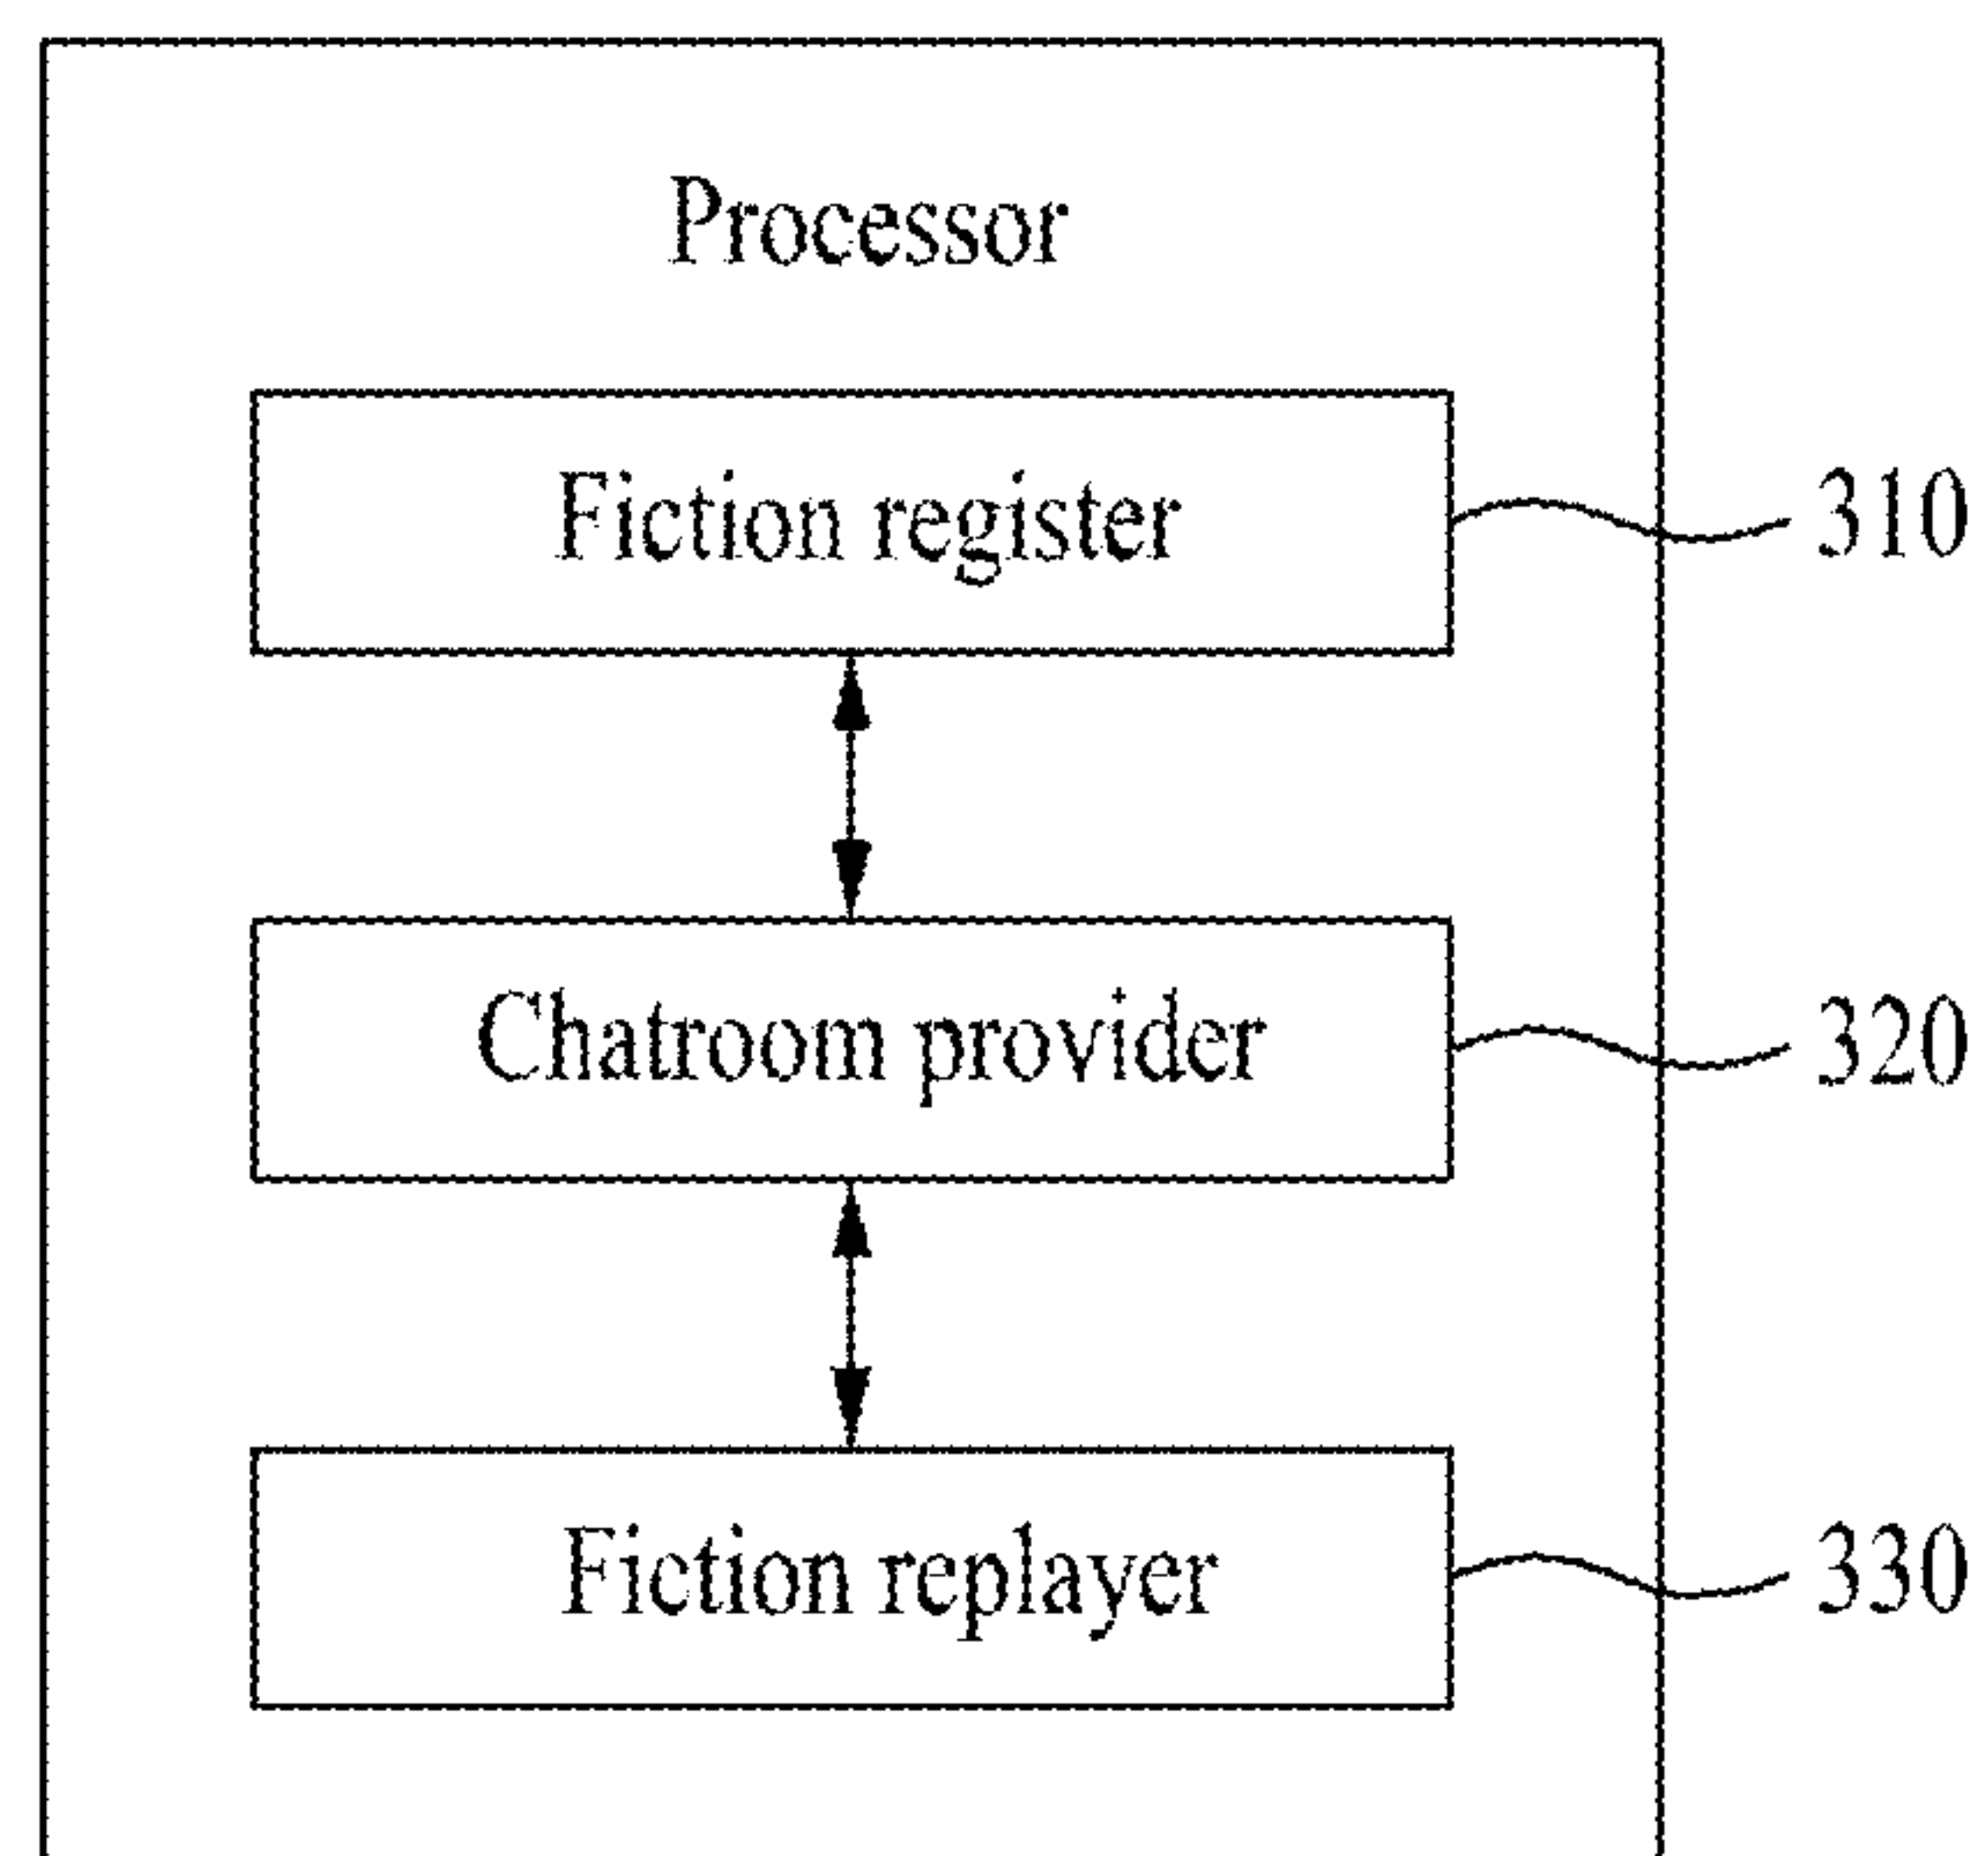 Processor
Fiction register
310
Chatroom provider
320
Fiction replayer
330